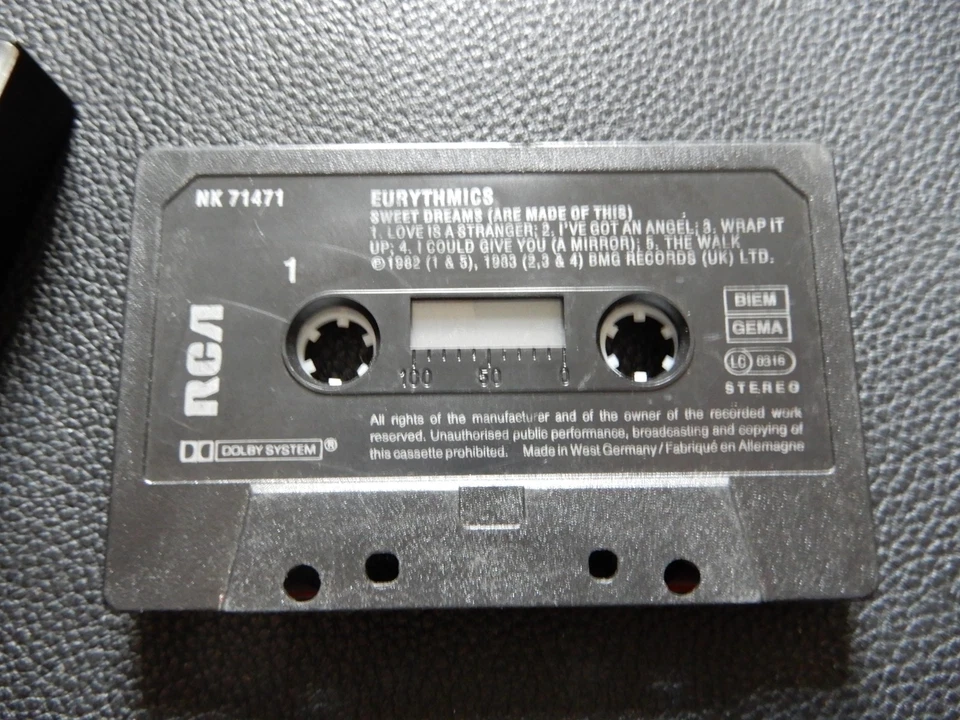 NK 71471
EURYTHMICS
SWEET DREAMS (ARE MADE OF THIS)
1. LOVE IS A STRANGER; 2. I'VE GOT AN ANGEL; 3. WRAP IT
UP; 4. I COULD GIVE YOU (A MIRROR); 5. THE WALK
℗1982 (1 & 5), 1983 (2,3 & 4) BMG RECORDS (UK) LTD.
1
RCA
BIEM
GEMA
LC 0316
STEREO
100 50 0
All rights of the manufacturer and of the owner of the recorded work
reserved. Unauthorised public performance, broadcasting and copying of
this cassette prohibited. Made in West Germany / Fabriqué en Allemagne
DOLBY SYSTEM ®